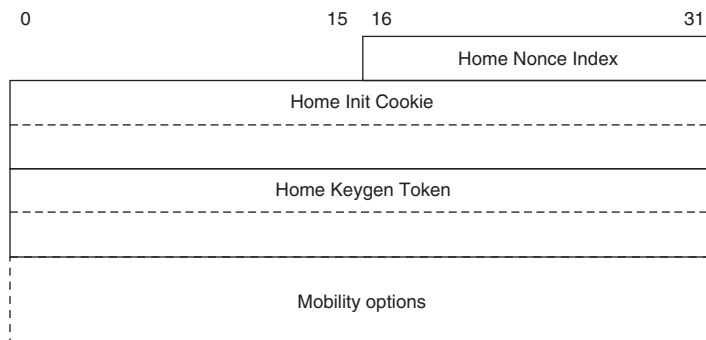 0 15 16 31
Home Nonce Index
Home Init Cookie
Home Keygen Token
Mobility options